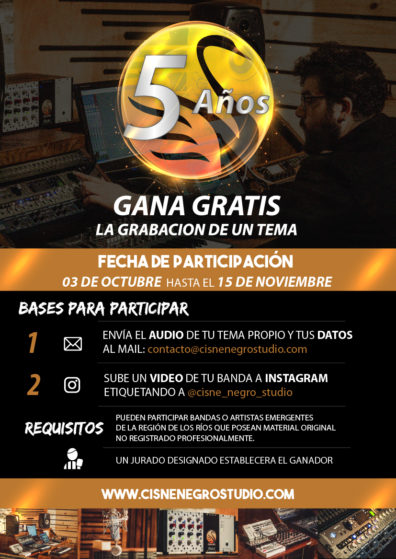 5 Años
GANA GRATIS
LA GRABACION DE UN TEMA
FECHA DE PARTICIPACIÓN
03 DE OCTUBRE HASTA EL 15 DE NOVIEMBRE
BASES PARA PARTICIPAR
1 ENVÍA EL AUDIO DE TU TEMA PROPIO Y TUS DATOS
AL MAIL: contacto@cisnenegrostudio.com
2 SUBE UN VIDEO DE TU BANDA A INSTAGRAM
ETIQUETANDO A @cisne_negro_studio
REQUISITOS
PUEDEN PARTICIPAR BANDAS O ARTISTAS EMERGENTES
DE LA REGIÓN DE LOS RÍOS QUE POSEAN MATERIAL ORIGINAL
NO REGISTRADO PROFESIONALMENTE.
UN JURADO DESIGNADO ESTABLECERA EL GANADOR
WWW.CISNENEGROSTUDIO.COM